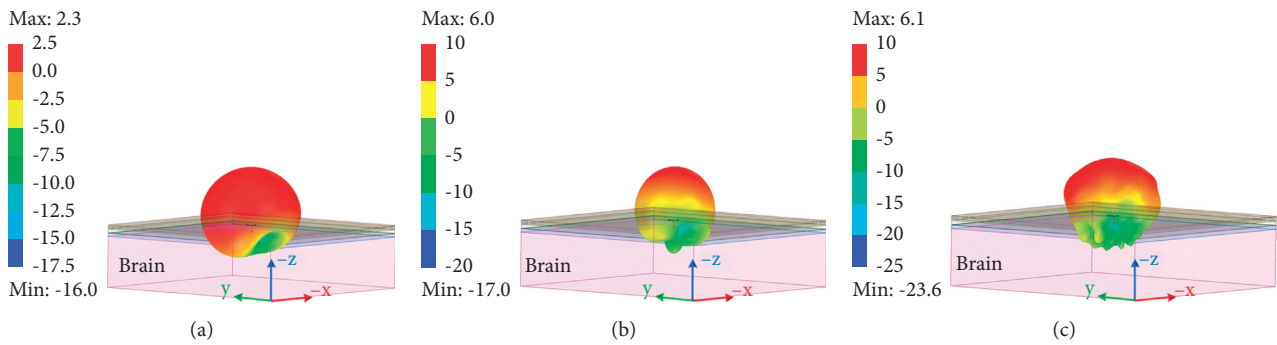 Max: 2.3
2.5
0.0
-2.5
-5.0
-7.5
-10.0
-12.5
-15.0
-17.5
Min: -16.0
Brain
-z
y
-x
(a)
Max: 6.0
10
5
0
-5
-10
-15
-20
Min: -17.0
Brain
-z
y
-x
(b)
Max: 6.1
10
5
0
-5
-10
-15
-20
-25
Min: -23.6
Brain
-z
y
-x
(c)